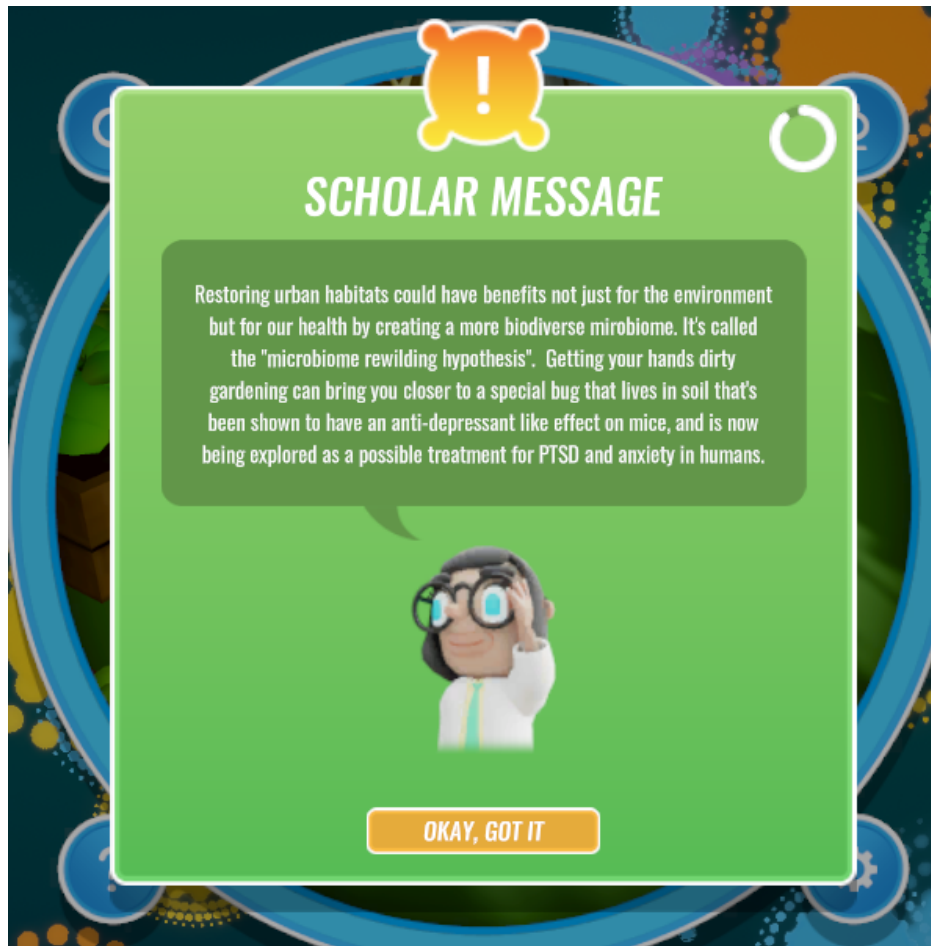 !
SCHOLAR MESSAGE
Restoring urban habitats could have benefits not just for the environment
but for our health by creating a more biodiverse mirobiome. It's called
the "microbiome rewilding hypothesis".  Getting your hands dirty
gardening can bring you closer to a special bug that lives in soil that's
been shown to have an anti-depressant like effect on mice, and is now
being explored as a possible treatment for PTSD and anxiety in humans.
OKAY, GOT IT